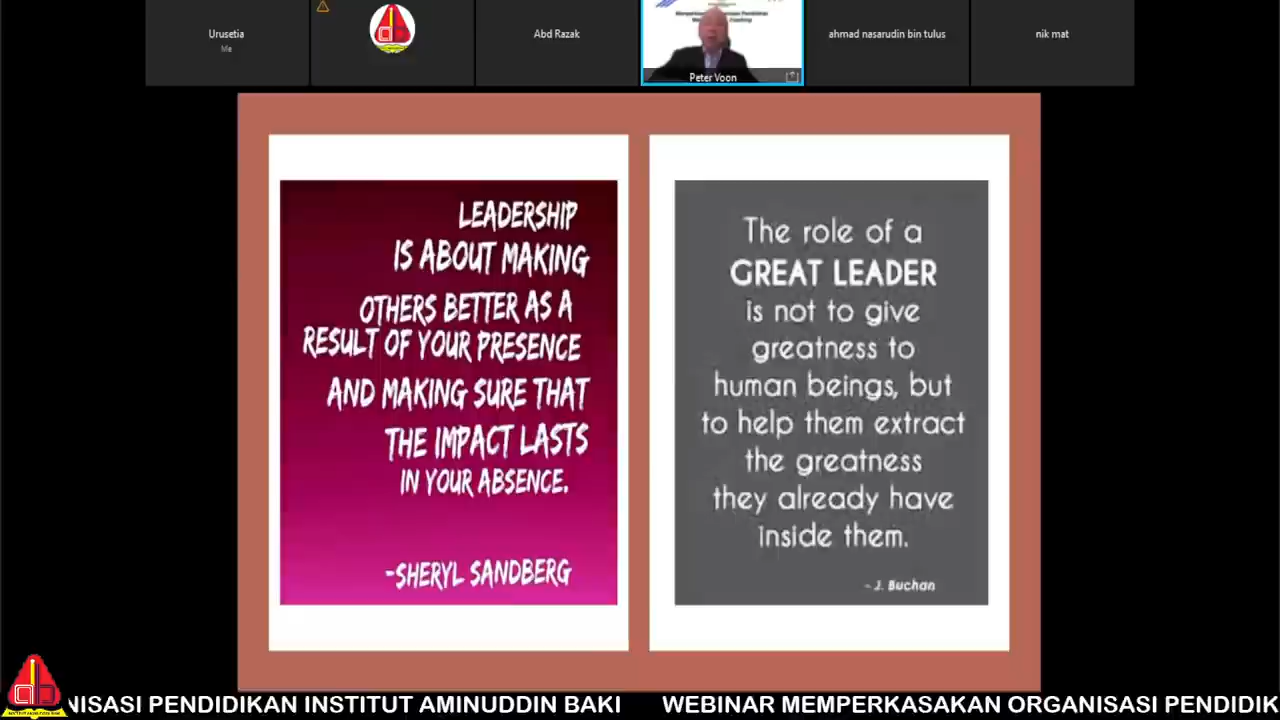 Urusetia
Me
Abd Razak
Peter Voon
ahmad nasarudin bin tulus
nik mat
LEADERSHIP
IS ABOUT MAKING
OTHERS BETTER AS A
RESULT OF YOUR PRESENCE
AND MAKING SURE THAT
THE IMPACT LASTS
IN YOUR ABSENCE.
-SHERYL SANDBERG
The role of a
GREAT LEADER
is not to give
greatness to
human beings, but
to help them extract
the greatness
they already have
inside them.
- J. Buchan
NISASI PENDIDIKAN INSTITUT AMINUDDIN BAKI WEBINAR MEMPERKASAKAN ORGANISASI PENDIDIK